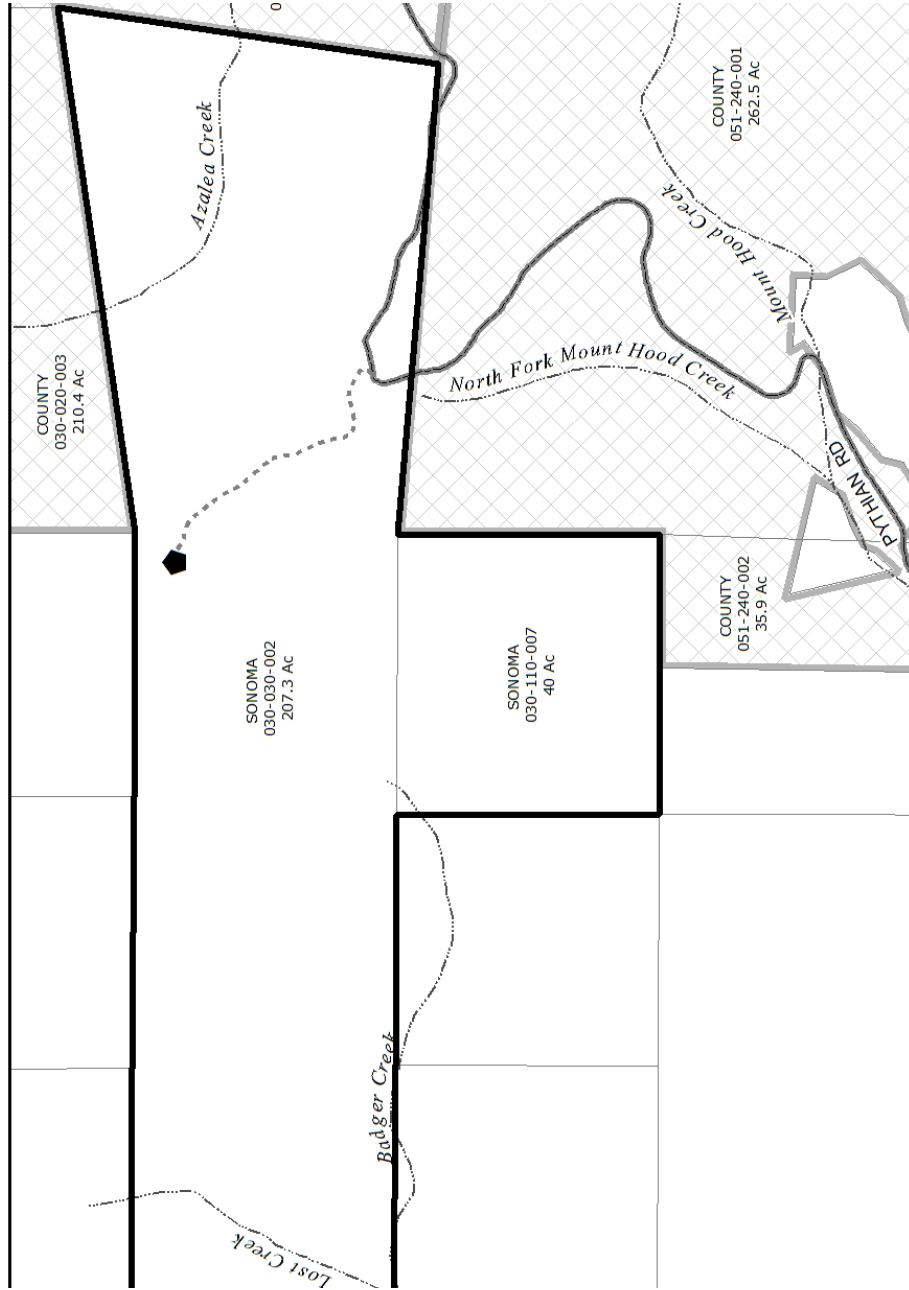 0
COUNTY
051-240-001
262.5 Ac
Azalea Creek
Mount Hood Creek
North Fork Mount Hood Creek
COUNTY
030-020-003
210.4 Ac
PYTHIAN RD
COUNTY
051-240-002
35.9 Ac
SONOMA
030-030-002
207.3 Ac
SONOMA
030-110-007
40 Ac
Badger Creek
Lost Creek